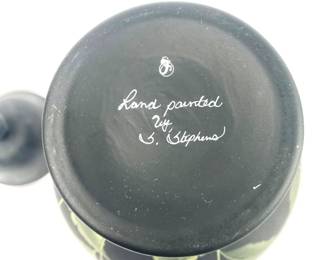 Hand painted
by
S. Stephens